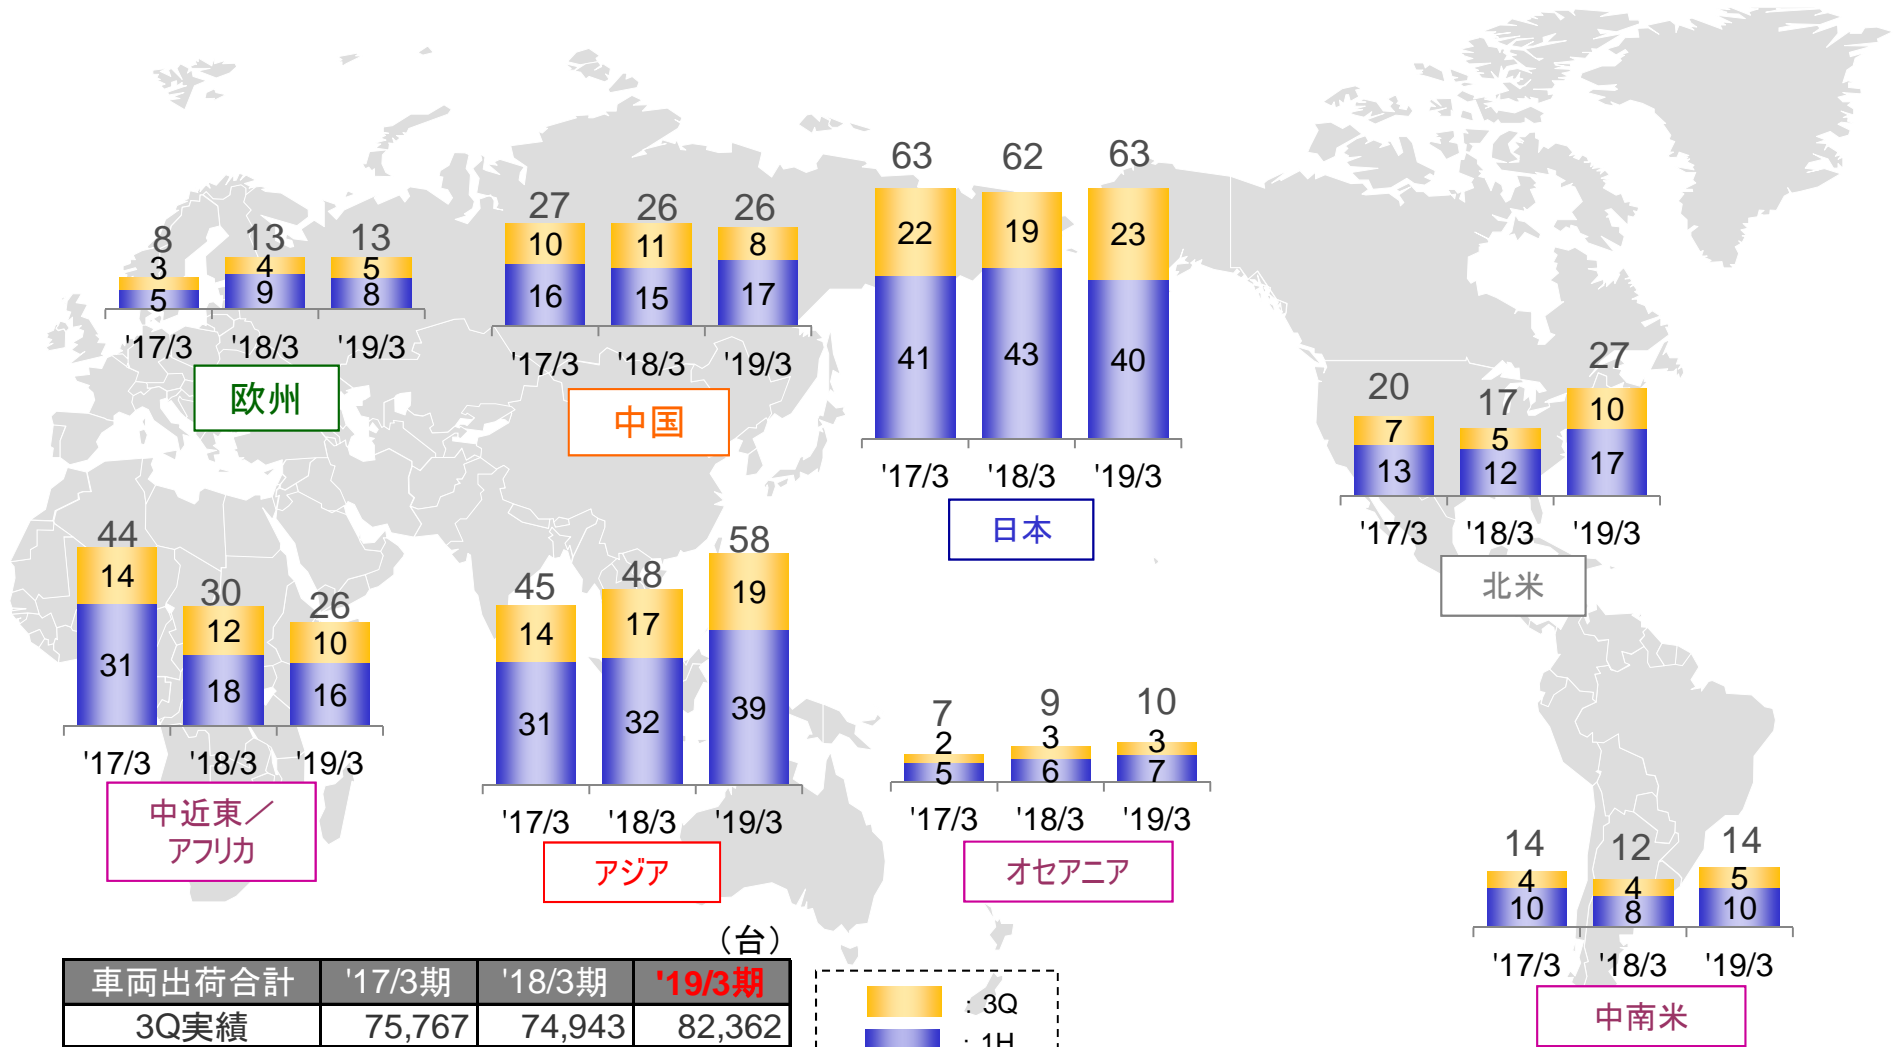 8 13 13
3 4 5
5 9 8
'17/3 '18/3 '19/3
欧州
27 26 26
10 11 8
16 15 17
'17/3 '18/3 '19/3
中国
63 62 63
22 19 23
41 43 40
'17/3 '18/3 '19/3
日本
20 17 27
7 5 10
13 12 17
'17/3 '18/3 '19/3
北米
44 30 26
14 12 10
31 18 16
'17/3 '18/3 '19/3
中近東／
アフリカ
45 48 58
14 17 19
31 32 39
'17/3 '18/3 '19/3
アジア
7 9 10
2 3 3
5 6 7
'17/3 '18/3 '19/3
オセアニア
14 12 14
4 4 5
10 8 10
'17/3 '18/3 '19/3
中南米
（台）
車両出荷合計 '17/3期 '18/3期 '19/3期
3Q実績 75,767 74,943 82,362
: 3Q
: 1H